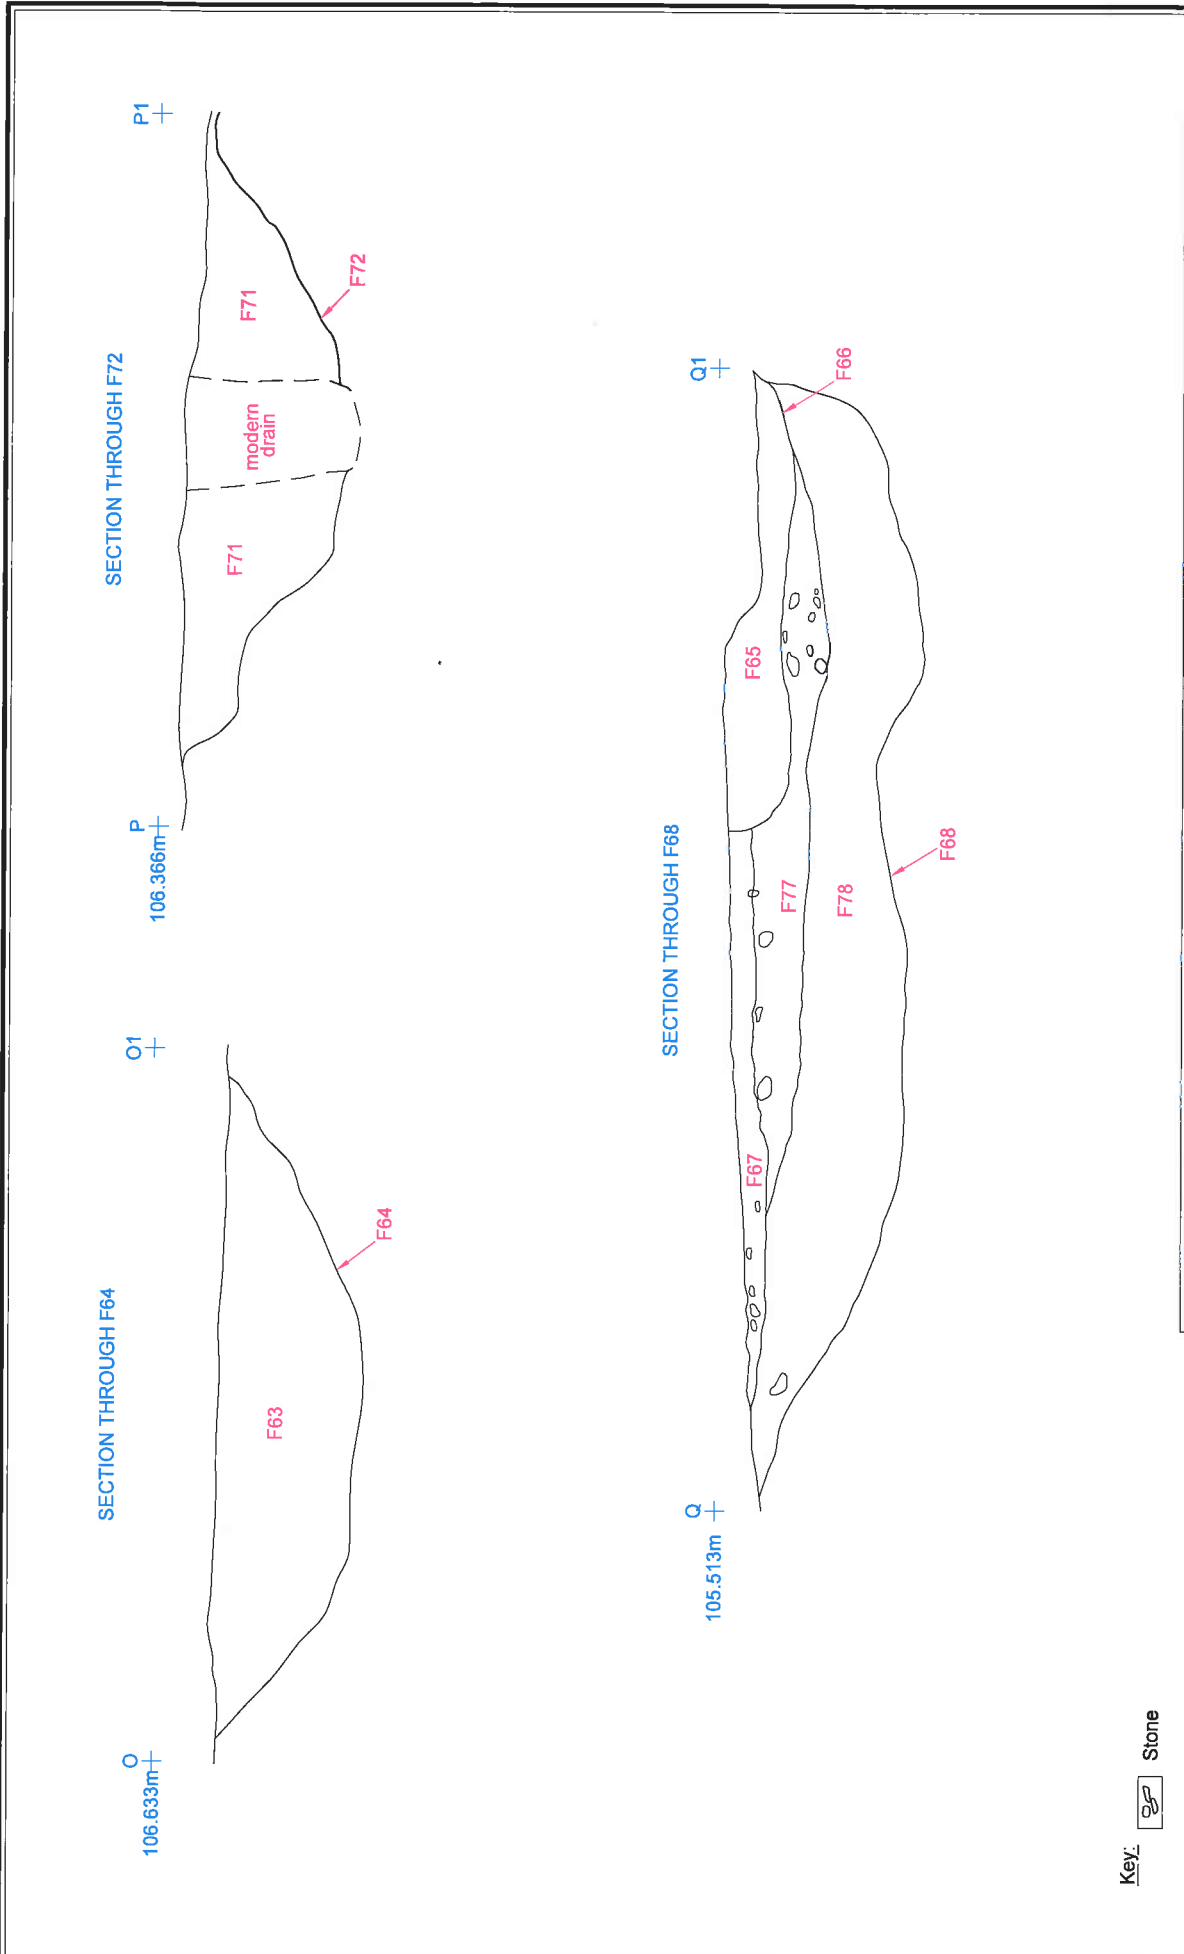 SECTION THROUGH F64
O
106.633m
O1
F63
F64
SECTION THROUGH F72
P
106.366m
P1
F71
modern
drain
F71
F72
SECTION THROUGH F68
Q
105.513m
Q1
F67
F65
F66
F77
F78
F68
Key:
Stone